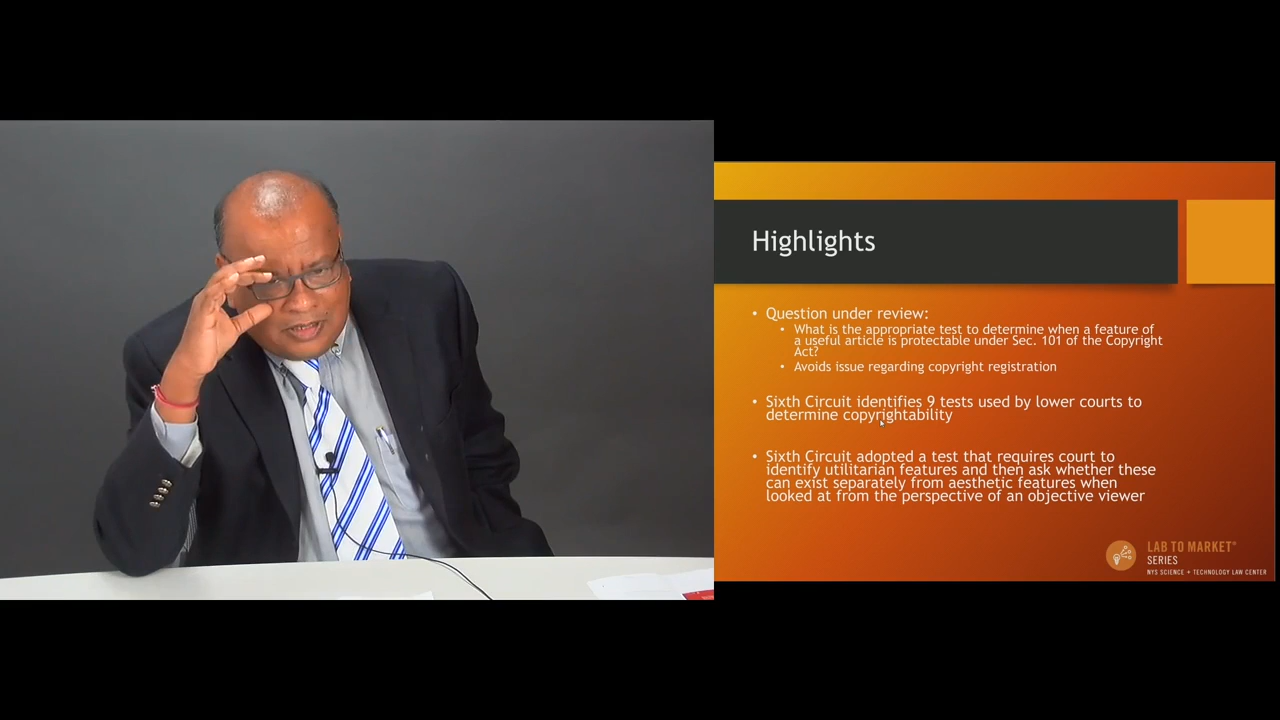 Highlights
• Question under review:
• What is the appropriate test to determine when a feature of
a useful article is protectable under Sec. 101 of the Copyright
Act?
• Avoids issue regarding copyright registration
• Sixth Circuit identifies 9 tests used by lower courts to
determine copyrightability
• Sixth Circuit adopted a test that requires court to
identify utilitarian features and then ask whether these
can exist separately from aesthetic features when
looked at from the perspective of an objective viewer
LAB TO MARKET®
SERIES
NYS SCIENCE + TECHNOLOGY LAW CENTER